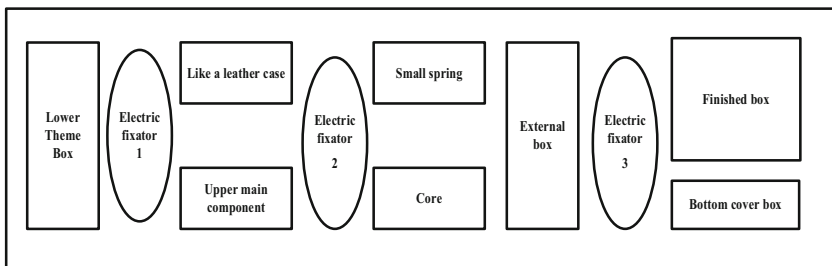 Lower
Theme
Box
Electric
fixator
1
Like a leather case
Upper main
component
Electric
fixator
2
Small spring
Core
External
box
Electric
fixator
3
Finished box
Bottom cover box